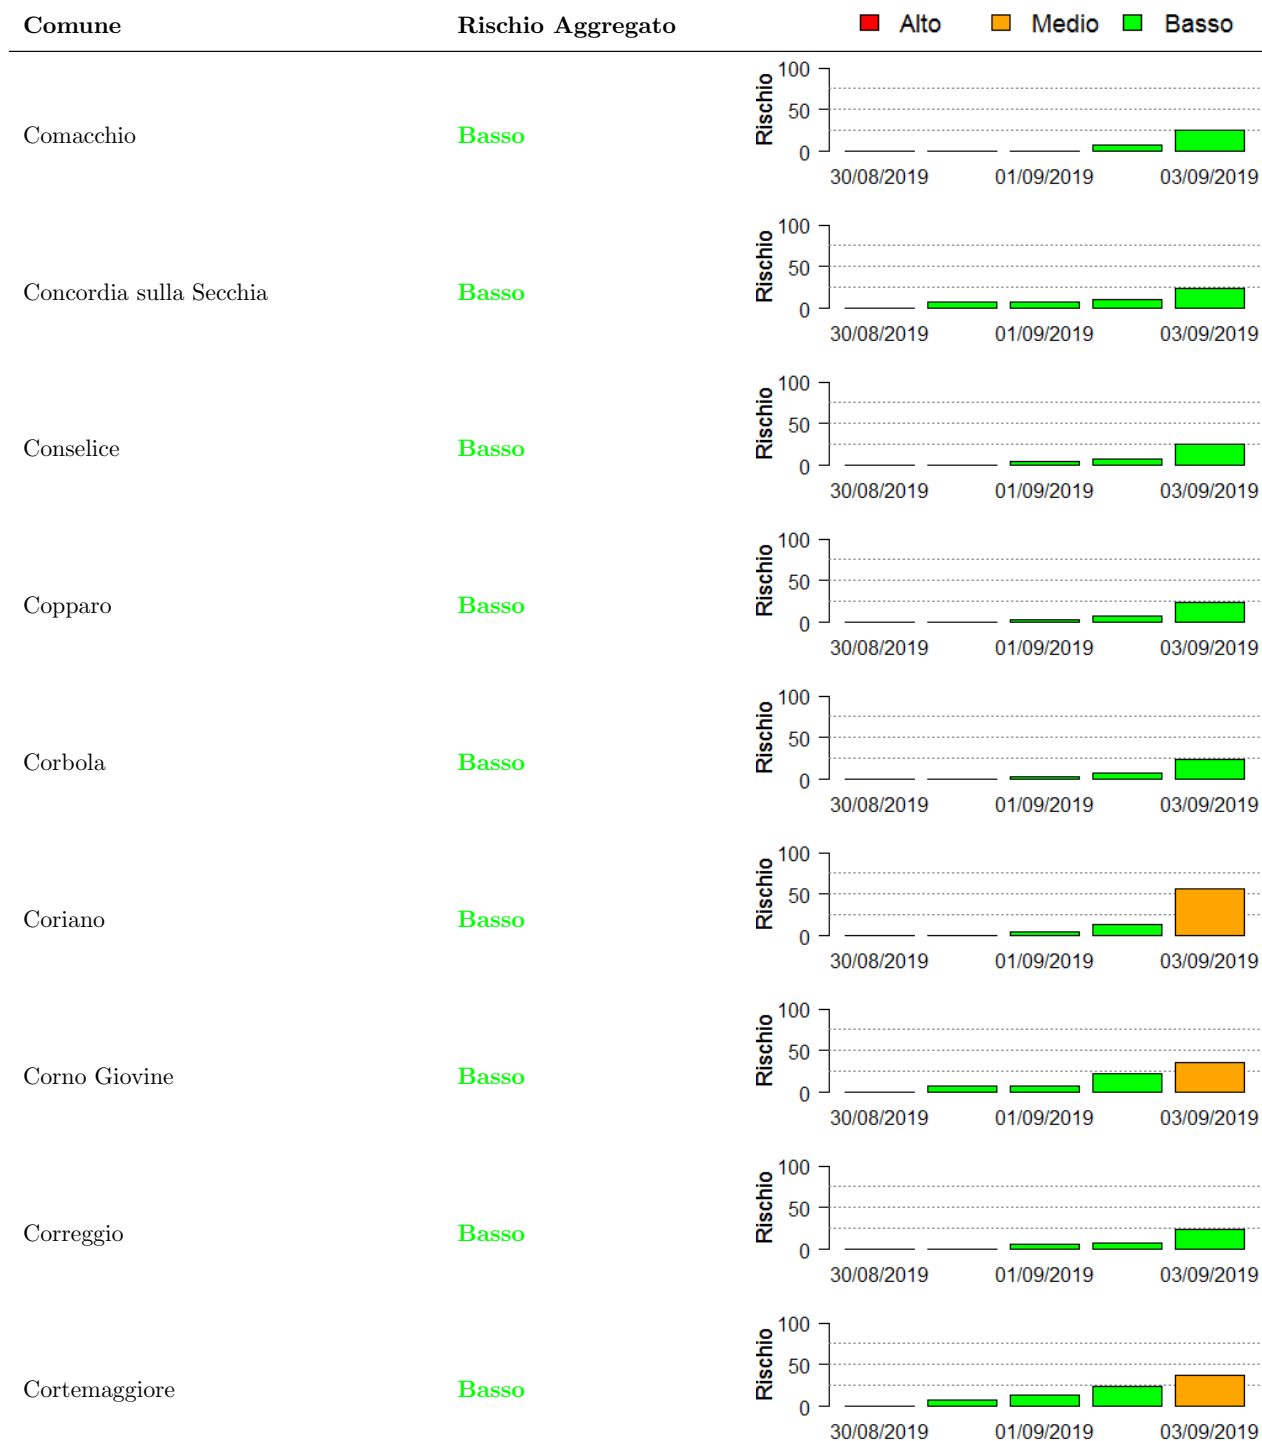 Comune Rischio Aggregato Alto Medio Basso
Comacchio Basso
Rischio
100
50
0
30/08/2019 01/09/2019 03/09/2019
Concordia sulla Secchia Basso
Rischio
100
50
0
30/08/2019 01/09/2019 03/09/2019
Conselice Basso
Rischio
100
50
0
30/08/2019 01/09/2019 03/09/2019
Copparo Basso
Rischio
100
50
0
30/08/2019 01/09/2019 03/09/2019
Corbola Basso
Rischio
100
50
0
30/08/2019 01/09/2019 03/09/2019
Coriano Basso
Rischio
100
50
0
30/08/2019 01/09/2019 03/09/2019
Corno Giovine Basso
Rischio
100
50
0
30/08/2019 01/09/2019 03/09/2019
Correggio Basso
Rischio
100
50
0
30/08/2019 01/09/2019 03/09/2019
Cortemaggiore Basso
Rischio
100
50
0
30/08/2019 01/09/2019 03/09/2019